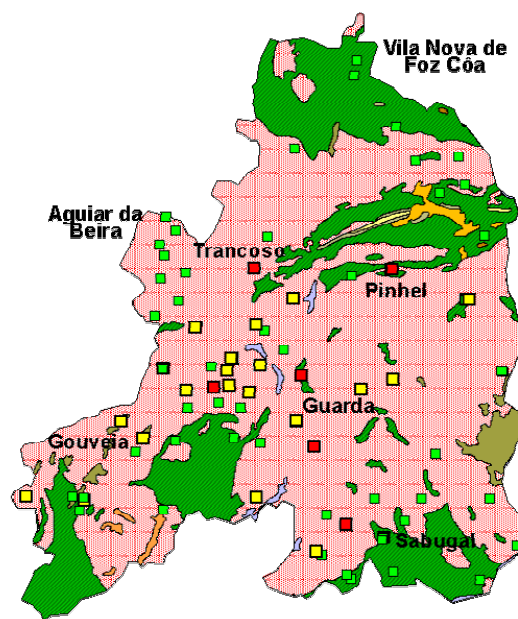 Vila Nova de
Foz Côa
Aguiar da
Beira
Trancoso
Pinhel
Guarda
Gouveia
Sabugal